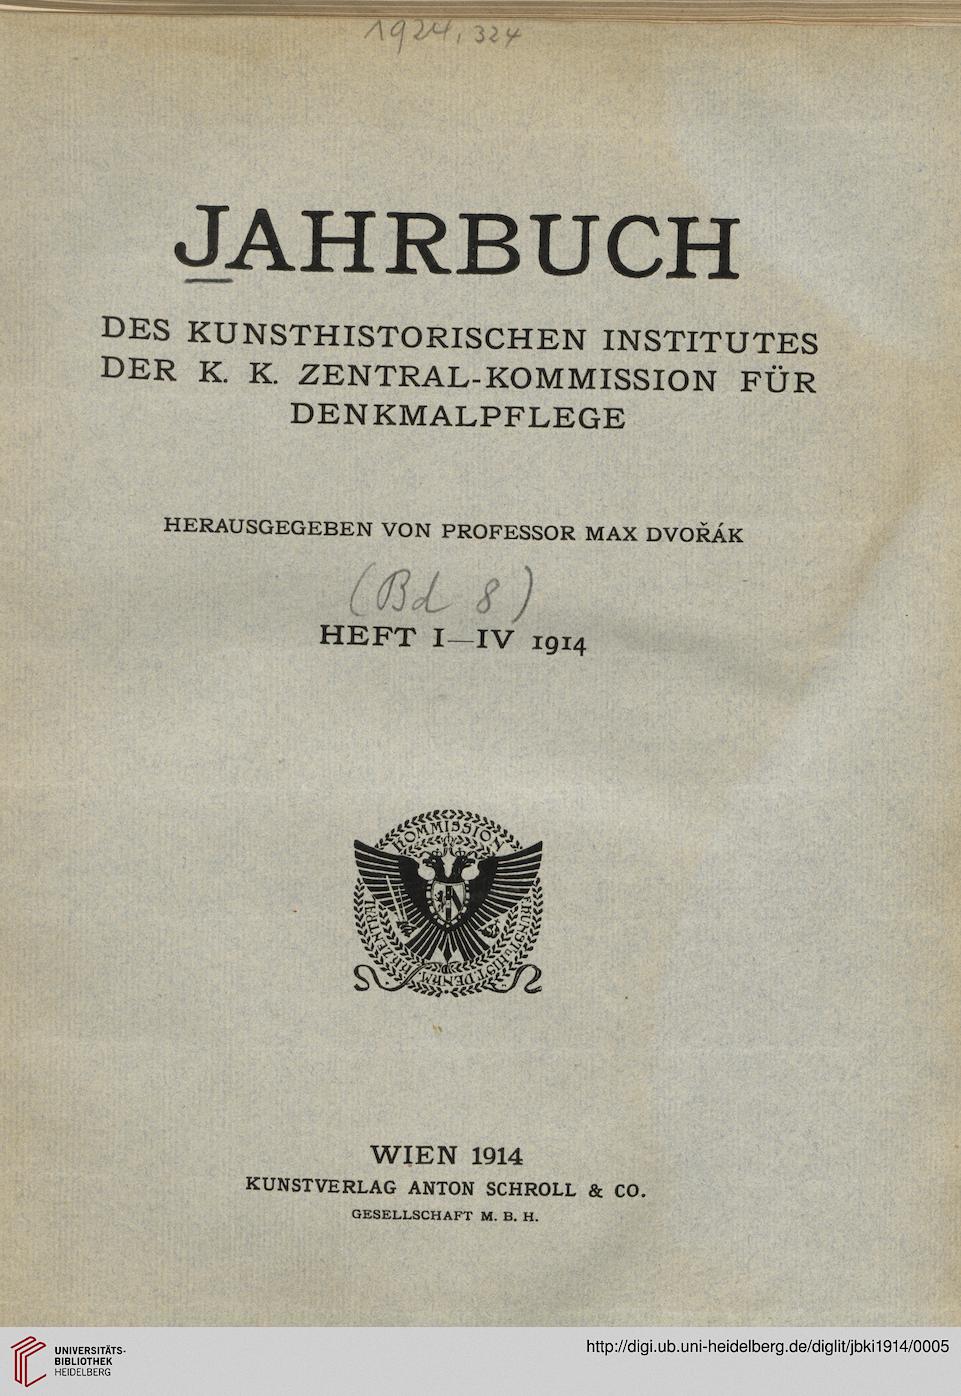 1924, 324
JAHRBUCH
DES KUNSTHISTORISCHEN INSTITUTES
DER K. K. ZENTRAL-KOMMISSION FÜR
DENKMALPFLEGE
HERAUSGEGEBEN VON PROFESSOR MAX DVOŘÁK
(Bd 8)
HEFT I—IV 1914
KOMMISSION
WIEN 1914
KUNSTVERLAG ANTON SCHROLL & CO.
GESELLSCHAFT M. B. H.
UNIVERSITÄTS-
BIBLIOTHEK
HEIDELBERG
http://digi.ub.uni-heidelberg.de/diglit/jbki1914/0005